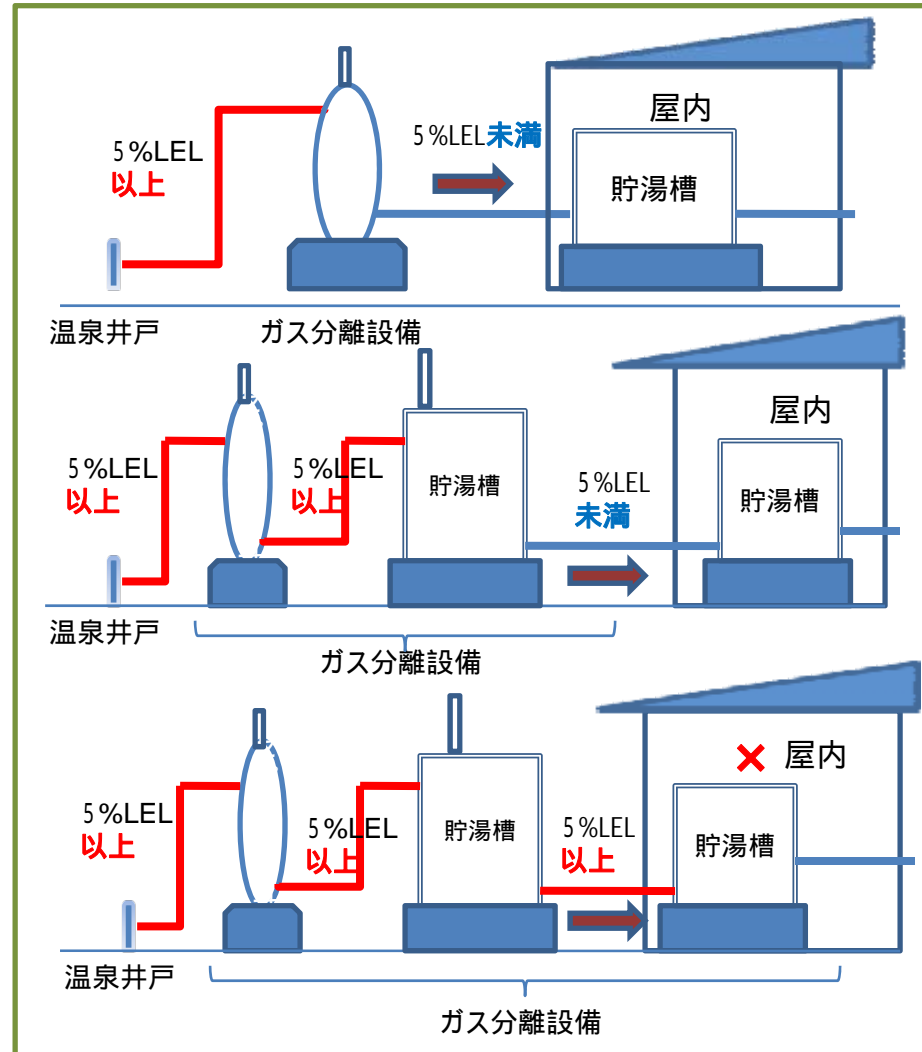 屋内
5%LEL
以上
5%LEL未満
貯湯槽
温泉井戸
ガス分離設備
屋内
5%LEL
以上
5%LEL
以上
貯湯槽
5%LEL
未満
貯湯槽
温泉井戸
ガス分離設備
× 屋内
5%LEL
以上
5%LEL
以上
貯湯槽
5%LEL
以上
貯湯槽
温泉井戸
ガス分離設備